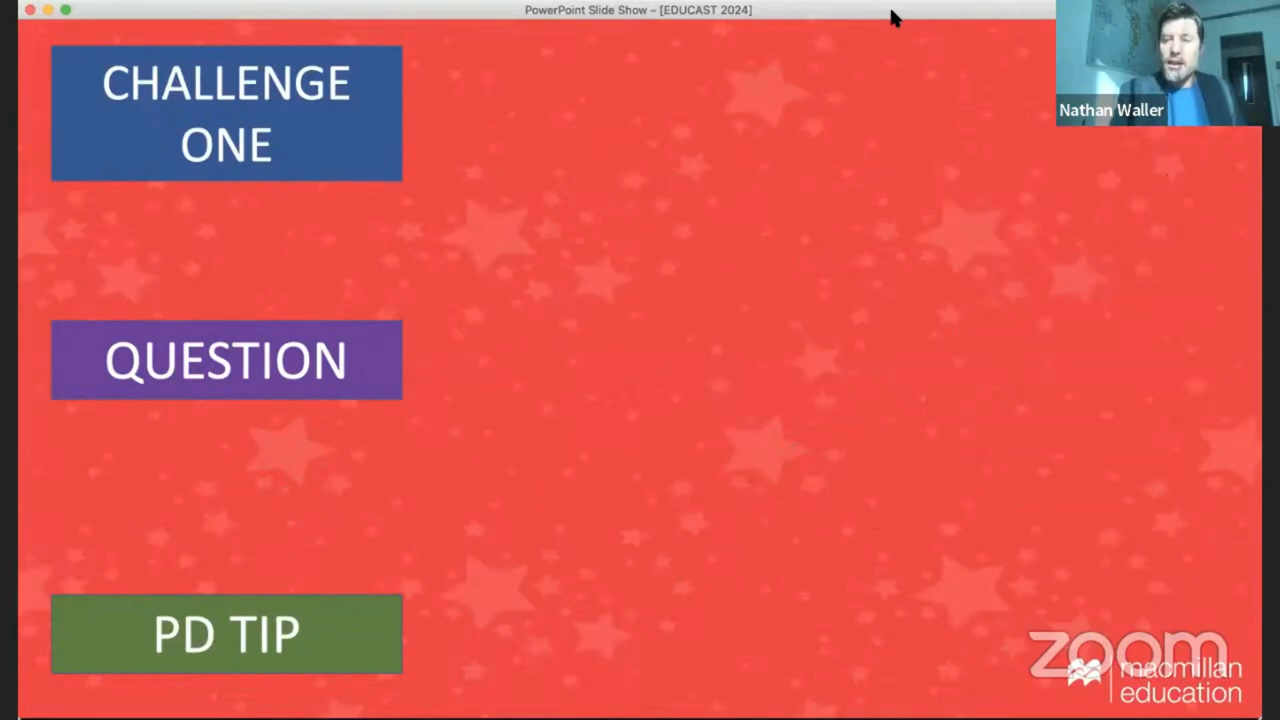 PowerPoint Slide Show – [EDUCAST 2024]
CHALLENGE
ONE
Nathan Waller
QUESTION
PD TIP
zoom
macmillan
education